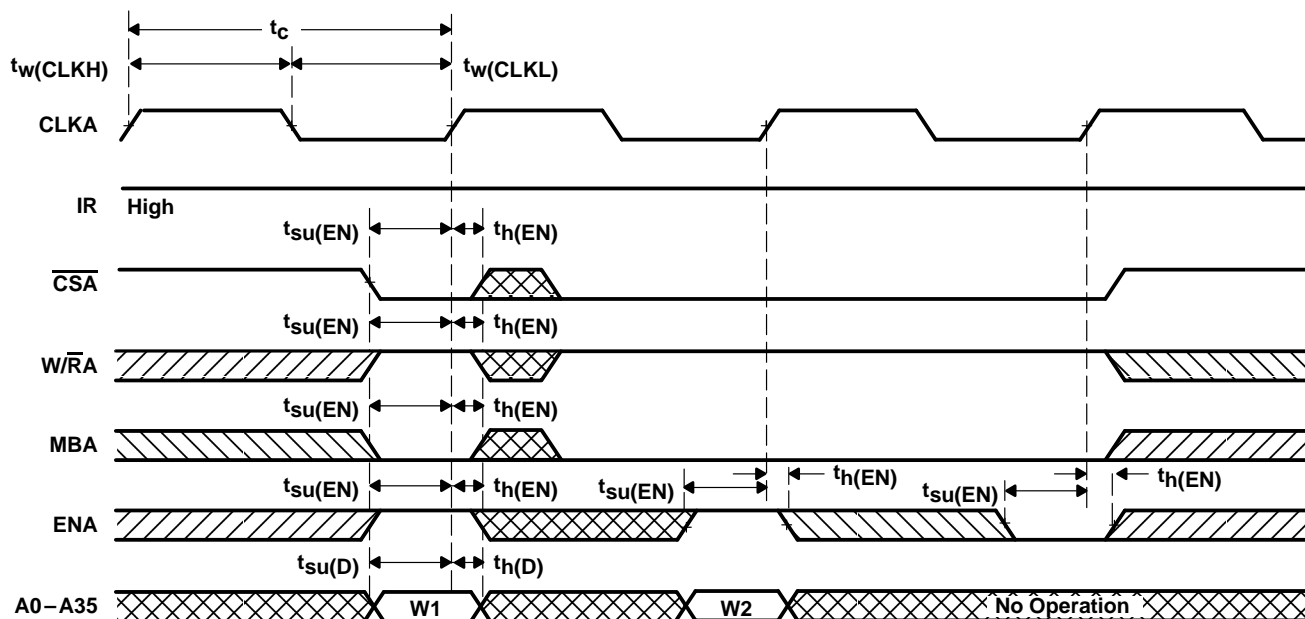 tc
tw(CLKH) tw(CLKL)
CLKA
IR High
tsu(EN) th(EN)
CSA
tsu(EN) th(EN)
W/RA
tsu(EN) th(EN)
MBA
tsu(EN) th(EN) tsu(EN) th(EN) tsu(EN) th(EN)
ENA
tsu(D) th(D)
A0–A35 W1 W2 No Operation